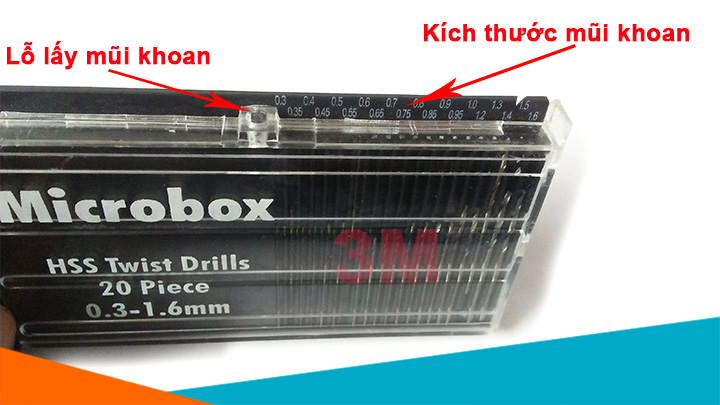 Kích thước mũi khoan
Lỗ lấy mũi khoan
0.3 0.4 0.5 0.6 0.7 0.8 0.9 1.0 1.3 1.5
0.35 0.45 0.55 0.65 0.75 0.85 0.95 1.2 1.4 1.6
Microbox
3M
HSS Twist Drills
20 Piece
0.3-1.6mm